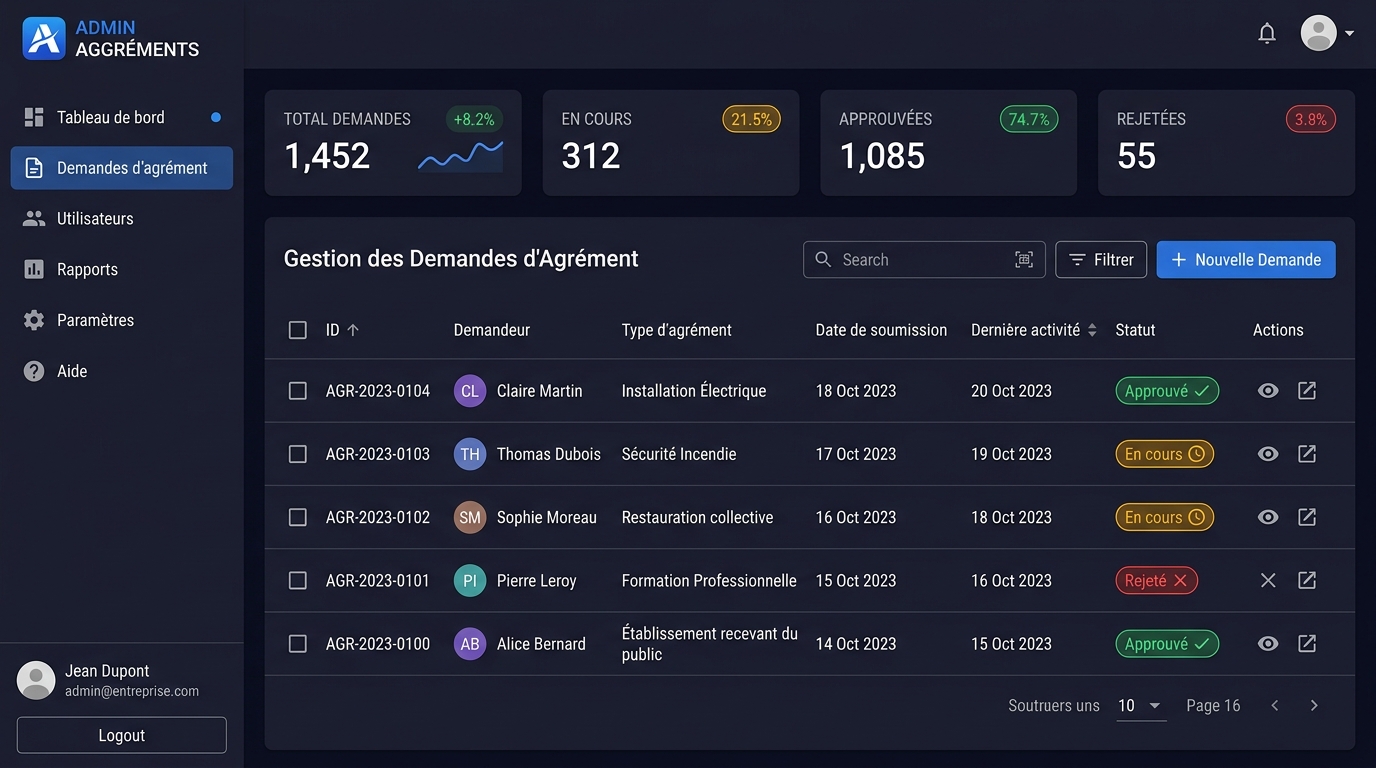 ADMIN
AGGRÉMENTS
Tableau de bord
Demandes d'agrément
Utilisateurs
Rapports
Paramètres
Aide
Jean Dupont
admin@entreprise.com
Logout
TOTAL DEMANDES +8.2%
1,452
EN COURS 21.5%
312
APPROUVÉES 74.7%
1,085
REJETÉES 3.8%
55
Gestion des Demandes d'Agrément
Search
Filtrer
+ Nouvelle Demande
ID Demandeur Type d'agrément Date de soumission Dernière activité Statut Actions
AGR-2023-0104 CL Claire Martin Installation Électrique 18 Oct 2023 20 Oct 2023 Approuvé
AGR-2023-0103 TH Thomas Dubois Sécurité Incendie 17 Oct 2023 19 Oct 2023 En cours
AGR-2023-0102 SM Sophie Moreau Restauration collective 16 Oct 2023 18 Oct 2023 En cours
AGR-2023-0101 PI Pierre Leroy Formation Professionnelle 15 Oct 2023 16 Oct 2023 Rejeté
AGR-2023-0100 AB Alice Bernard Établissement recevant du
public 14 Oct 2023 15 Oct 2023 Approuvé
Soutruers uns 10 Page 16